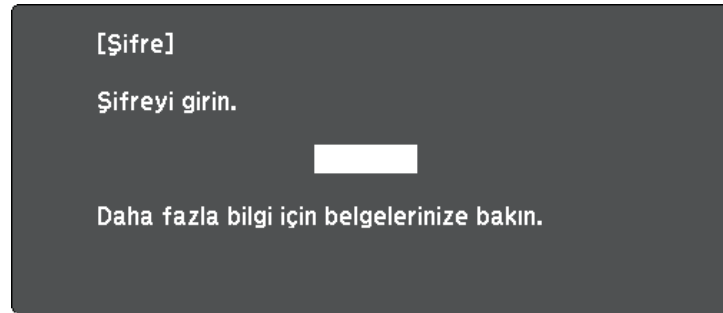 [Şifre]
Şifreyi girin.
Daha fazla bilgi için belgelerinize bakın.